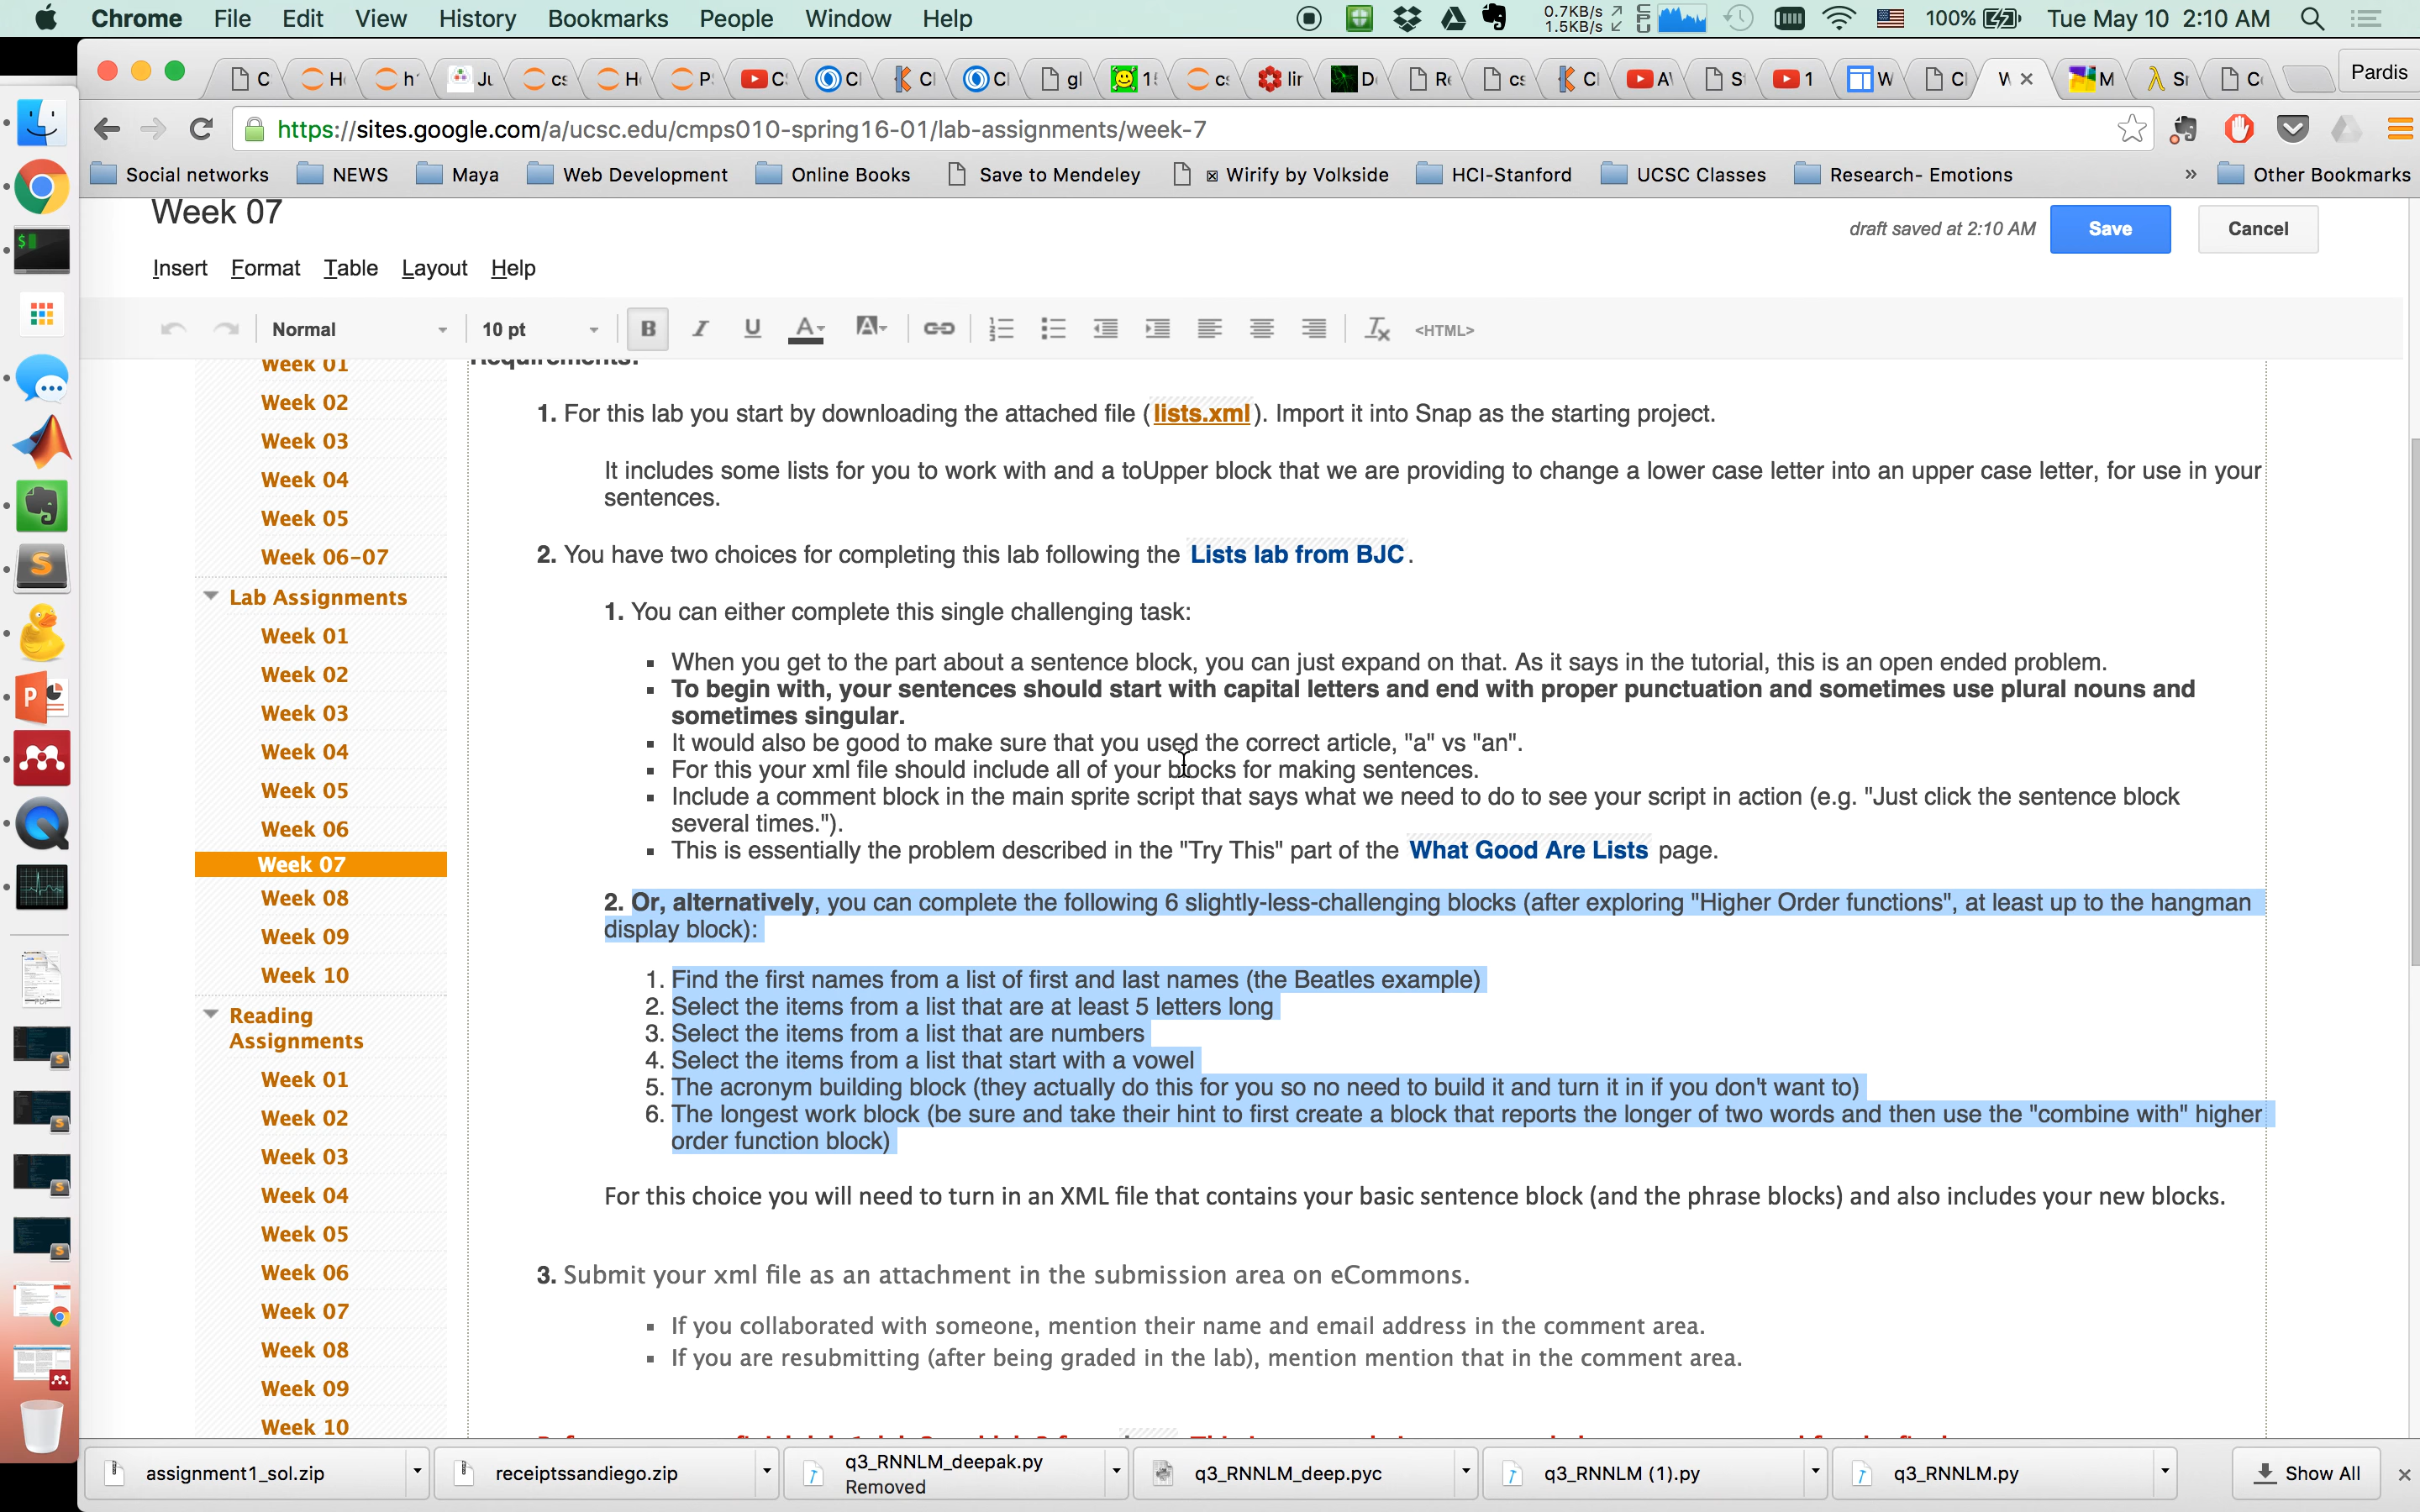 Chrome File Edit View History Bookmarks People Window Help 0.7KB/s 1.5KB/s CPU 100% Tue May 10 2:10 AM
C H h' Ju cs H P C C C C gl 1 cs lir D R cs C A S 1 W C W M S C Pardis
https://sites.google.com/a/ucsc.edu/cmps010-spring16-01/lab-assignments/week-7
Social networks NEWS Maya Web Development Online Books Save to Mendeley Wirify by Volkside HCI-Stanford UCSC Classes Research- Emotions » Other Bookmarks
Week 07
draft saved at 2:10 AM Save Cancel
Insert Format Table Layout Help
Normal 10 pt B I U A A <HTML>
Week 01
Week 02
Week 03
Week 04
Week 05
Week 06-07
Lab Assignments
Week 01
Week 02
Week 03
Week 04
Week 05
Week 06
Week 07
Week 08
Week 09
Week 10
Reading
Assignments
Week 01
Week 02
Week 03
Week 04
Week 05
Week 06
Week 07
Week 08
Week 09
Week 10
Requirements:
1. For this lab you start by downloading the attached file (lists.xml). Import it into Snap as the starting project.
It includes some lists for you to work with and a toUpper block that we are providing to change a lower case letter into an upper case letter, for use in your
sentences.
2. You have two choices for completing this lab following the Lists lab from BJC.
1. You can either complete this single challenging task:
▪ When you get to the part about a sentence block, you can just expand on that. As it says in the tutorial, this is an open ended problem.
▪ To begin with, your sentences should start with capital letters and end with proper punctuation and sometimes use plural nouns and
sometimes singular.
▪ It would also be good to make sure that you used the correct article, "a" vs "an".
▪ For this your xml file should include all of your blocks for making sentences.
▪ Include a comment block in the main sprite script that says what we need to do to see your script in action (e.g. "Just click the sentence block
several times.").
▪ This is essentially the problem described in the "Try This" part of the What Good Are Lists page.
2. Or, alternatively, you can complete the following 6 slightly-less-challenging blocks (after exploring "Higher Order functions", at least up to the hangman
display block):
1. Find the first names from a list of first and last names (the Beatles example)
2. Select the items from a list that are at least 5 letters long
3. Select the items from a list that are numbers
4. Select the items from a list that start with a vowel
5. The acronym building block (they actually do this for you so no need to build it and turn it in if you don't want to)
6. The longest work block (be sure and take their hint to first create a block that reports the longer of two words and then use the "combine with" higher
order function block)
For this choice you will need to turn in an XML file that contains your basic sentence block (and the phrase blocks) and also includes your new blocks.
3. Submit your xml file as an attachment in the submission area on eCommons.
▪ If you collaborated with someone, mention their name and email address in the comment area.
▪ If you are resubmitting (after being graded in the lab), mention mention that in the comment area.
assignment1_sol.zip receiptssandiego.zip q3_RNNLM_deepak.py Removed q3_RNNLM_deep.pyc q3_RNNLM (1).py q3_RNNLM.py Show All